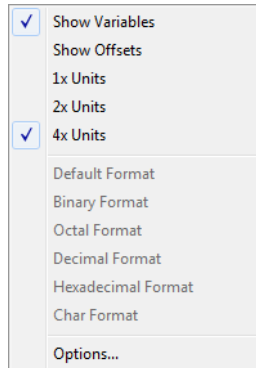 Show Variables
Show Offsets
1x Units
2x Units
4x Units
Default Format
Binary Format
Octal Format
Decimal Format
Hexadecimal Format
Char Format
Options...